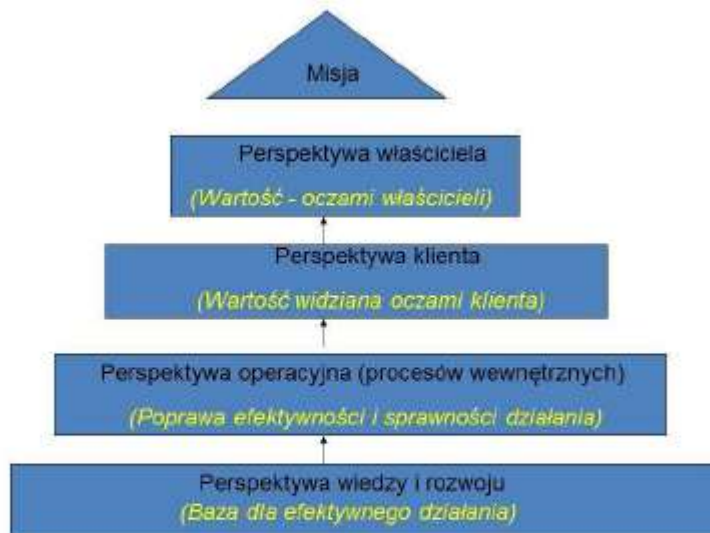 Misja
Perspektywa właściciela
(Wartość - oczami właścicieli)
Perspektywa klienta
(Wartość widziana oczami klienta)
Perspektywa operacyjna (procesów wewnętrznych)
(Poprawa efektywności i sprawności działania)
Perspektywa wiedzy i rozwoju
(Baza dla efektywnego działania)